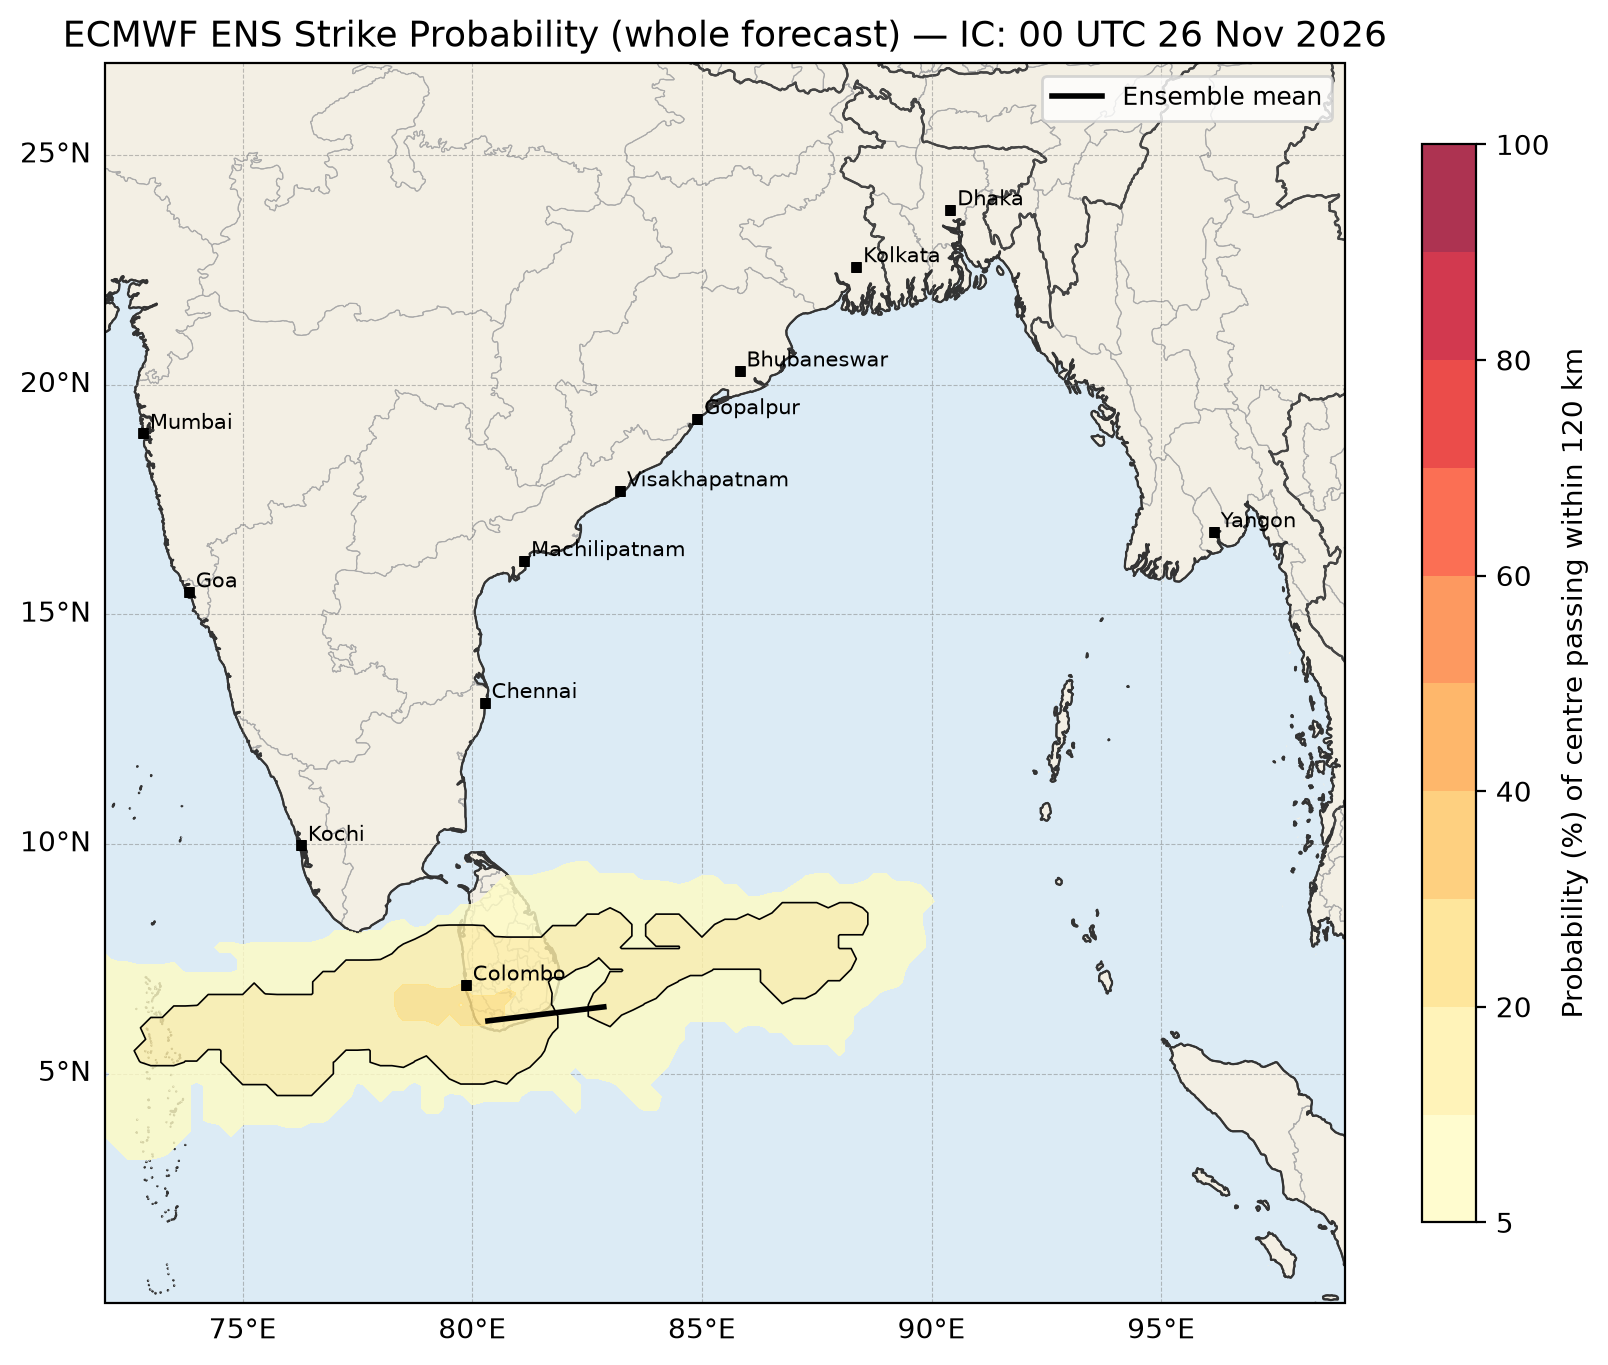 ECMWF ENS Strike Probability (whole forecast) — IC: 00 UTC 26 Nov 2026
Ensemble mean
25°N
20°N
15°N
10°N
5°N
75°E
80°E
85°E
90°E
95°E
Dhaka
Kolkata
Bhubaneswar
Gopalpur
Mumbai
Visakhapatnam
Yangon
Machilipatnam
Goa
Chennai
Kochi
Colombo
100
80
60
40
20
5
Probability (%) of centre passing within 120 km